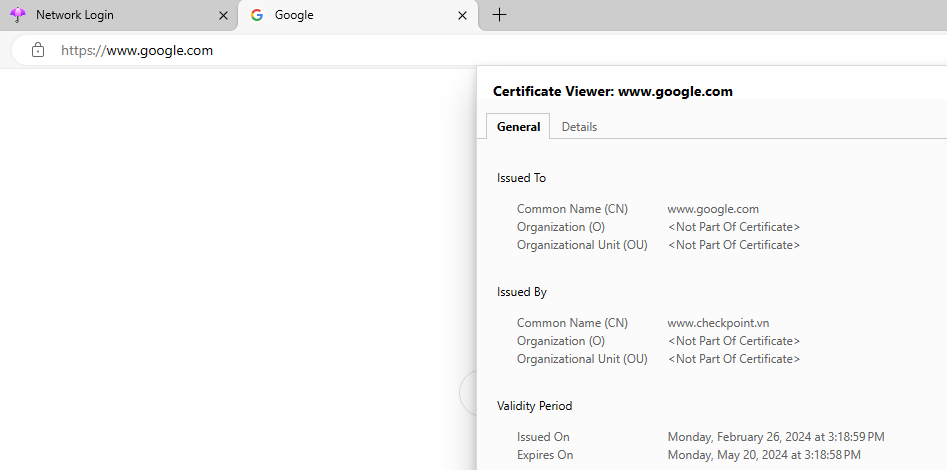 Network Login
Google
https://www.google.com
Certificate Viewer: www.google.com
General Details
Issued To
Common Name (CN) www.google.com
Organization (O) <Not Part Of Certificate>
Organizational Unit (OU) <Not Part Of Certificate>
Issued By
Common Name (CN) www.checkpoint.vn
Organization (O) <Not Part Of Certificate>
Organizational Unit (OU) <Not Part Of Certificate>
Validity Period
Issued On Monday, February 26, 2024 at 3:18:59 PM
Expires On Monday, May 20, 2024 at 3:18:58 PM